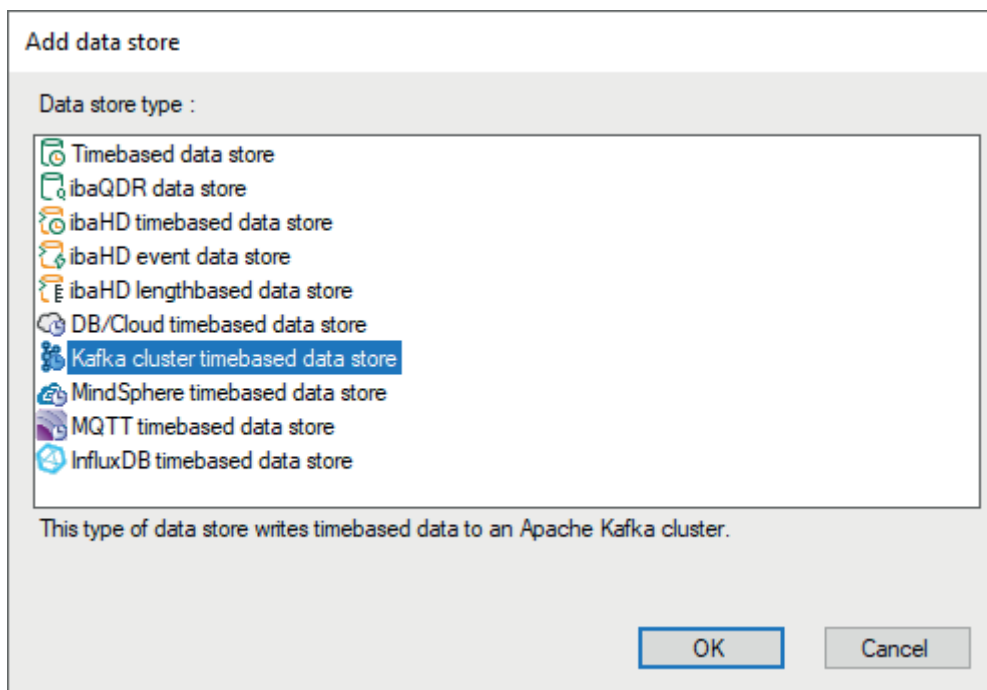 Add data store
Data store type :
Timebased data store
ibaQDR data store
ibaHD timebased data store
ibaHD event data store
ibaHD lengthbased data store
DB/Cloud timebased data store
Kafka cluster timebased data store
MindSphere timebased data store
MQTT timebased data store
InfluxDB timebased data store
This type of data store writes timebased data to an Apache Kafka cluster.
OK Cancel